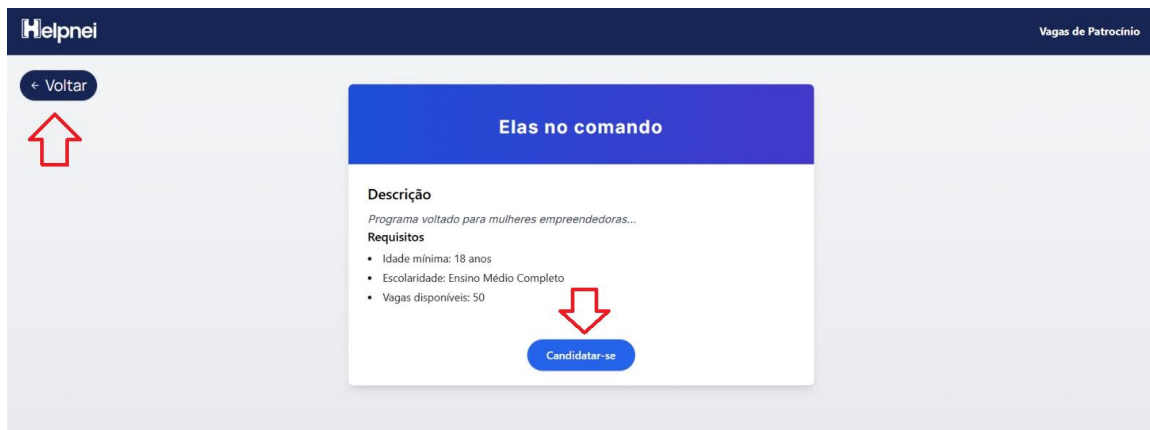 Helpnei
Vagas de Patrocínio
← Voltar
Elas no comando
Descrição
Programa voltado para mulheres empreendedoras...
Requisitos
• Idade mínima: 18 anos
• Escolaridade: Ensino Médio Completo
• Vagas disponíveis: 50
Candidatar-se